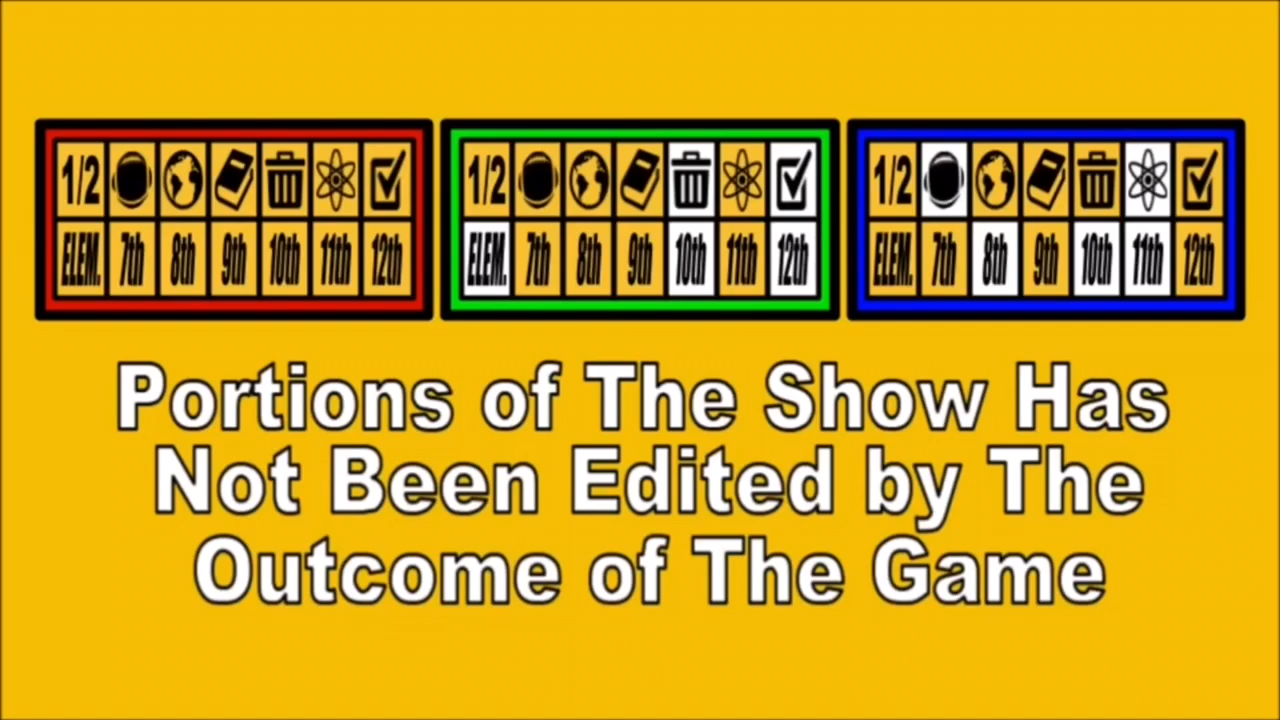 1/2 1/2 1/2
ELEM. 7th 8th 9th 10th 11th 12th ELEM. 7th 8th 9th 10th 11th 12th ELEM. 7th 8th 9th 10th 11th 12th
Portions of The Show Has
Not Been Edited by The
Outcome of The Game